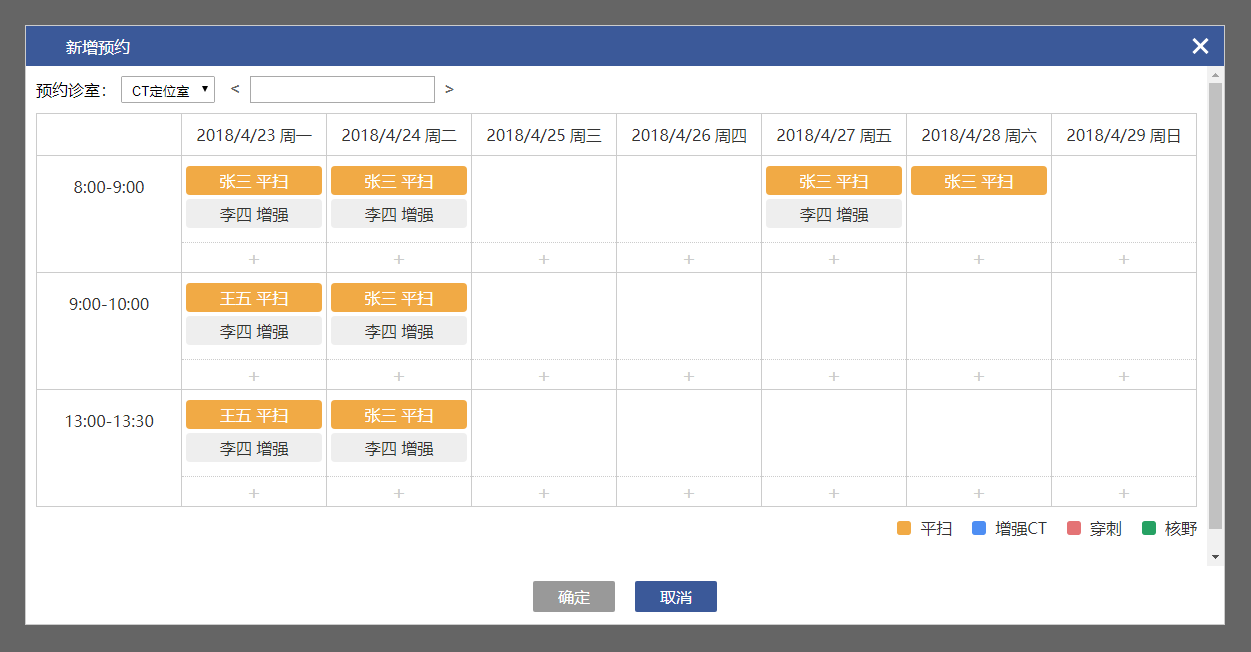 新增预约 ×
预约诊室： CT定位室 < >
2018/4/23 周一 2018/4/24 周二 2018/4/25 周三 2018/4/26 周四 2018/4/27 周五 2018/4/28 周六 2018/4/29 周日
8:00-9:00 张三 平扫 张三 平扫 张三 平扫 张三 平扫
李四 增强 李四 增强 李四 增强
+ + + + + + +
9:00-10:00 王五 平扫 张三 平扫
李四 增强 李四 增强
+ + + + + + +
13:00-13:30 王五 平扫 张三 平扫
李四 增强 李四 增强
+ + + + + + +
平扫 增强CT 穿刺 核野
确定 取消